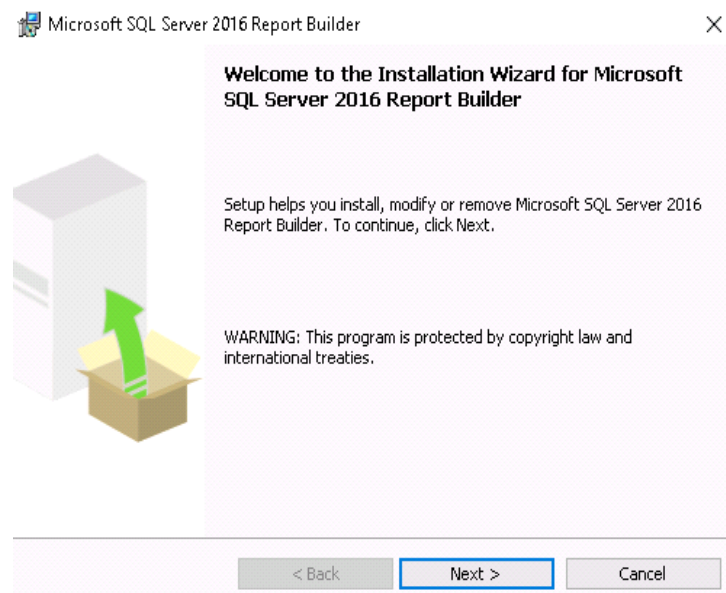 Microsoft SQL Server 2016 Report Builder
Welcome to the Installation Wizard for Microsoft
SQL Server 2016 Report Builder
Setup helps you install, modify or remove Microsoft SQL Server 2016
Report Builder. To continue, click Next.
WARNING: This program is protected by copyright law and
international treaties.
< Back Next > Cancel